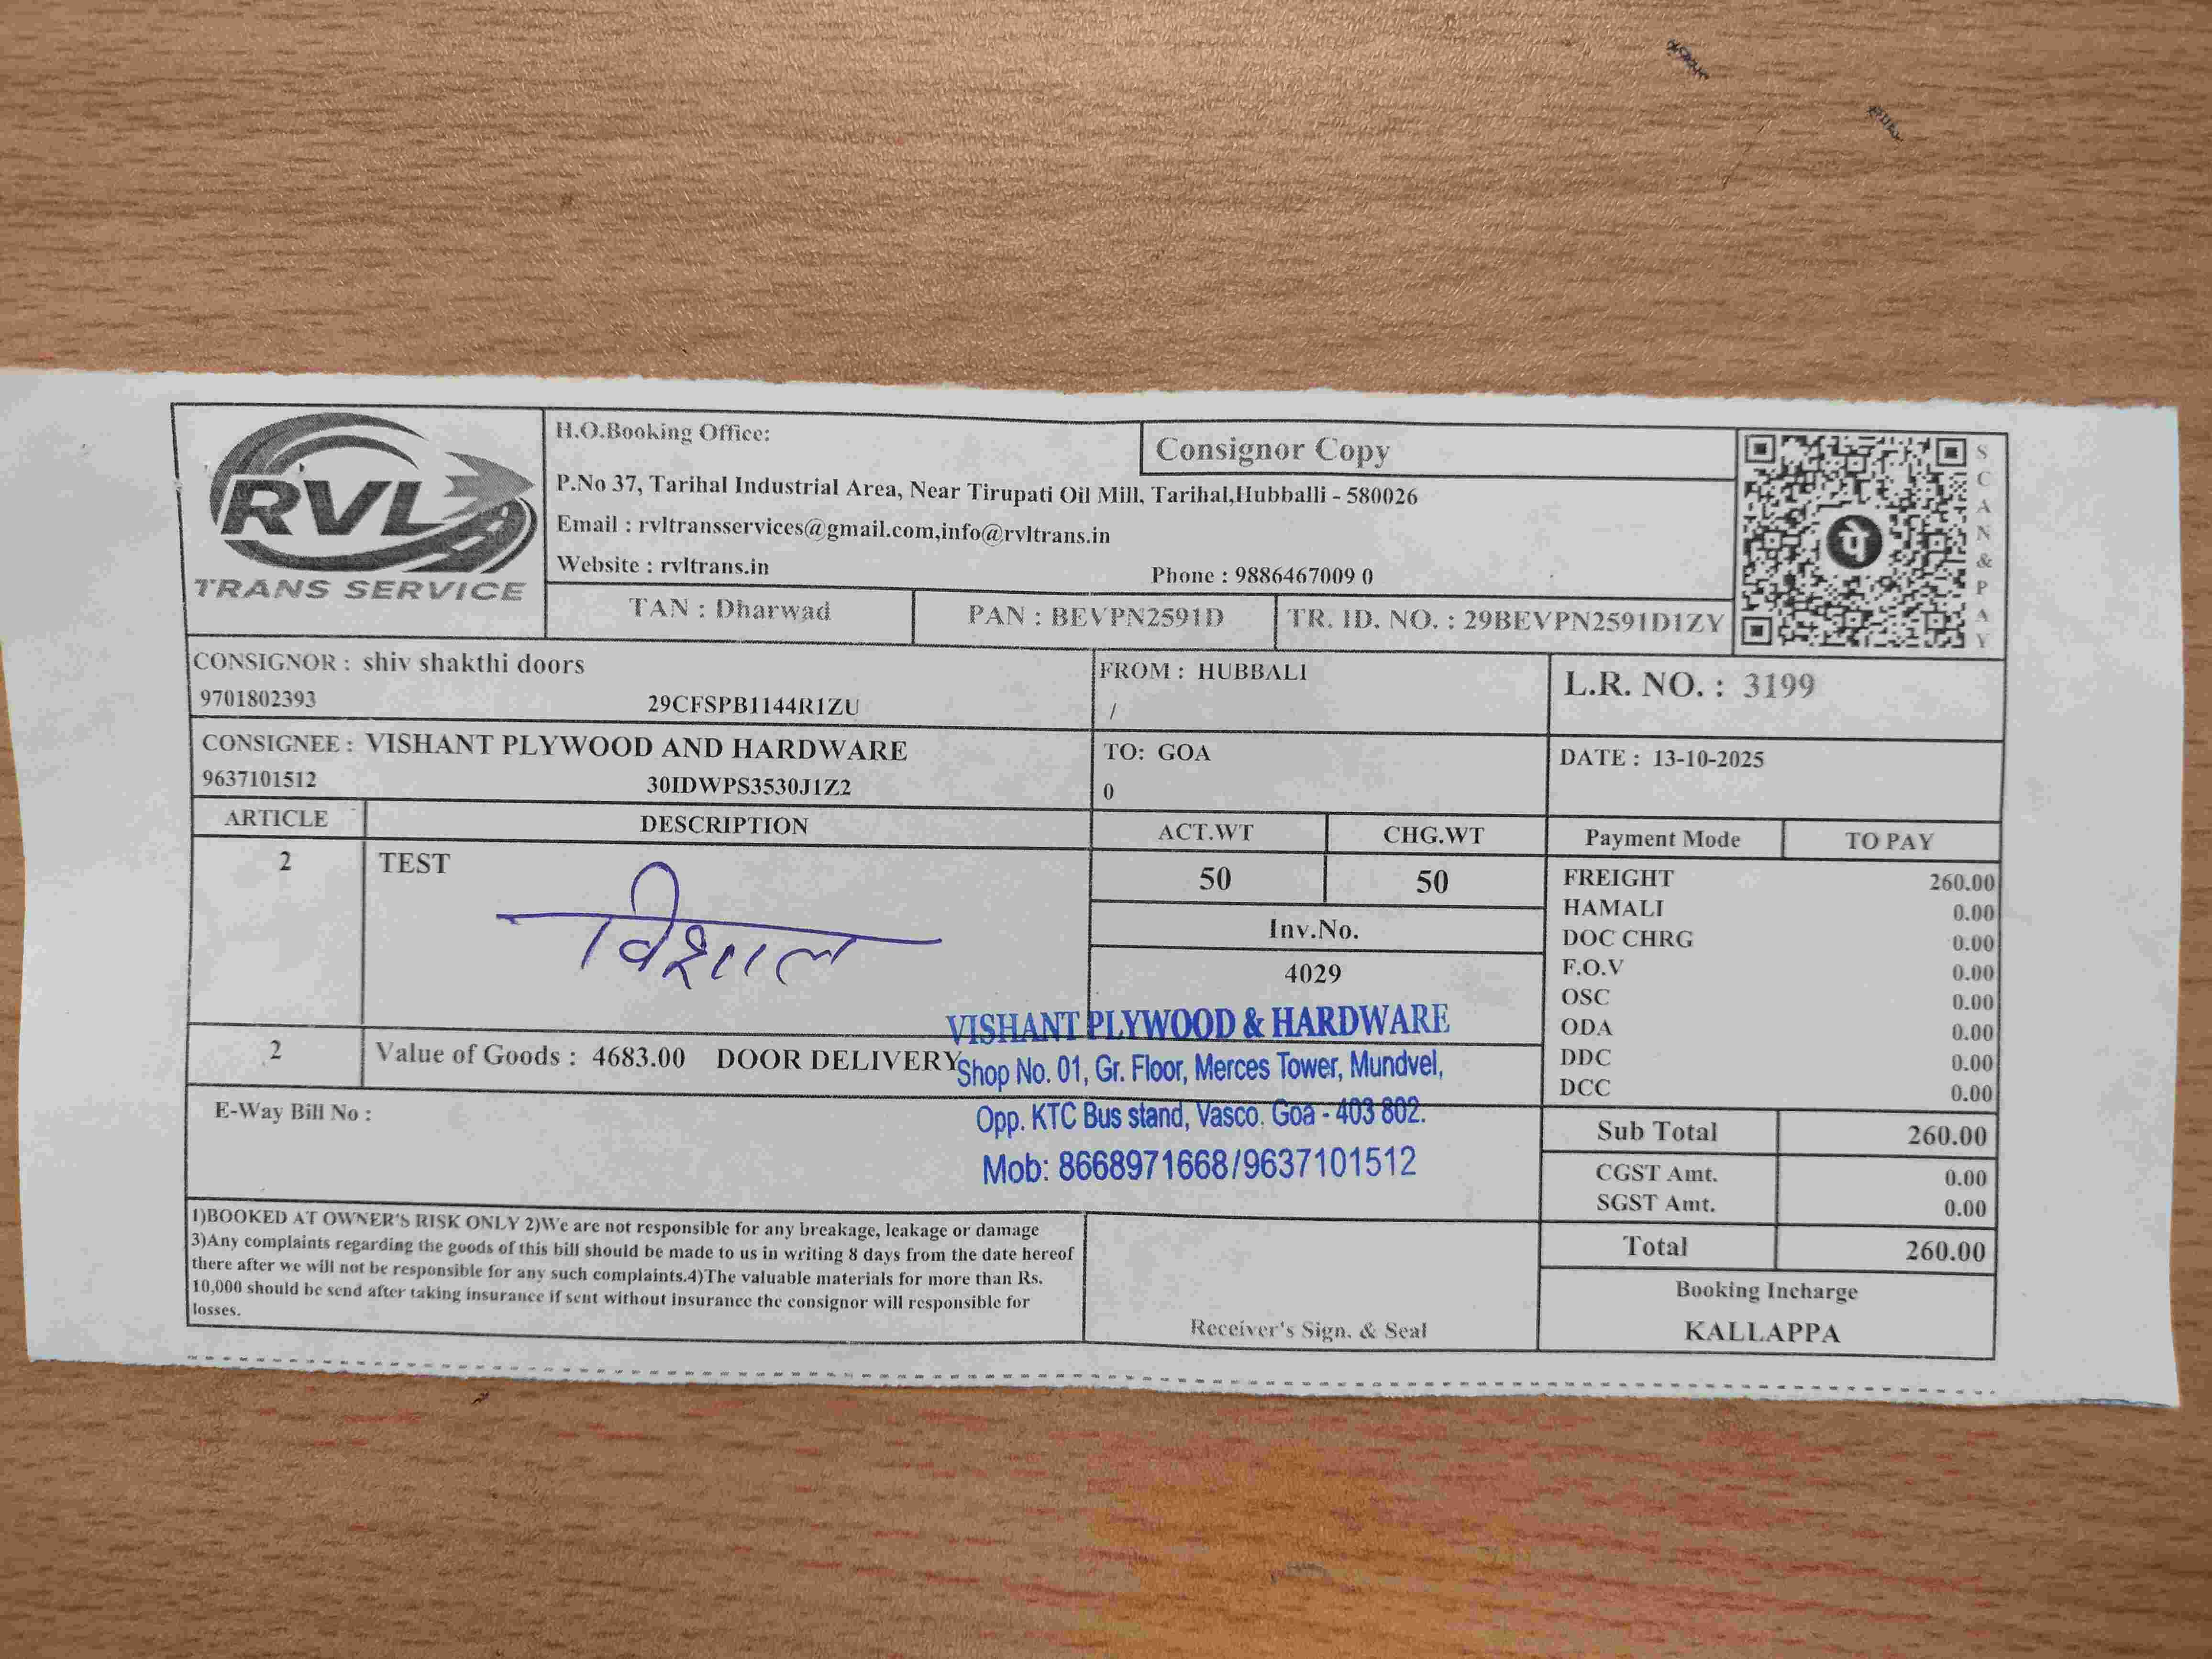 RVL
TRANS SERVICE
H.O.Booking Office:
Consignor Copy
P.No 37, Tarihal Industrial Area, Near Tirupati Oil Mill, Tarihal,Hubballi - 580026
Email : rvltransservices@gmail.com,info@rvltrans.in
Website : rvltrans.in
Phone : 9886467009 0
TAN : Dharwad
PAN : BEVPN2591D
TR. ID. NO. : 29BEVPN2591D1ZY
पे
SCAN&PAY
CONSIGNOR : shiv shakthi doors
9701802393 29CFSPB1144R1ZU
FROM : HUBBALI
/
L.R. NO. : 3199
CONSIGNEE : VISHANT PLYWOOD AND HARDWARE
9637101512 30IDWPS3530J1Z2
TO: GOA
0
DATE : 13-10-2025
ARTICLE DESCRIPTION ACT.WT CHG.WT
2 TEST 50 50
विशाल
Inv.No.
4029
2 Value of Goods : 4683.00 DOOR DELIVERY
E-Way Bill No :
VISHANT PLYWOOD & HARDWARE
Shop No. 01, Gr. Floor, Merces Tower, Mundvel,
Opp. KTC Bus stand, Vasco. Goa - 403 802.
Mob: 8668971668/9637101512
Payment Mode TO PAY
FREIGHT 260.00
HAMALI 0.00
DOC CHRG 0.00
F.O.V 0.00
OSC 0.00
ODA 0.00
DDC 0.00
DCC 0.00
Sub Total 260.00
CGST Amt. 0.00
SGST Amt. 0.00
Total 260.00
Booking Incharge
KALLAPPA
1)BOOKED AT OWNER'S RISK ONLY 2)We are not responsible for any breakage, leakage or damage
3)Any complaints regarding the goods of this bill should be made to us in writing 8 days from the date hereof
there after we will not be responsible for any such complaints.4)The valuable materials for more than Rs.
10,000 should be send after taking insurance if sent without insurance the consignor will responsible for
losses.
Receiver's Sign. & Seal